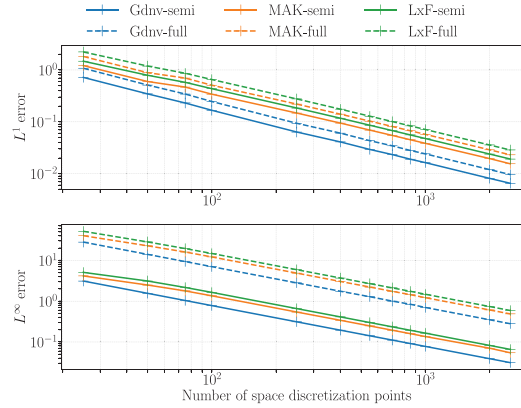 Gdnv-semi MAK-semi LxF-semi
Gdnv-full MAK-full LxF-full
10⁰
10⁻¹
10⁻²
L¹ error
10² 10³
10¹
10⁰
10⁻¹
L∞ error
10² 10³
Number of space discretization points